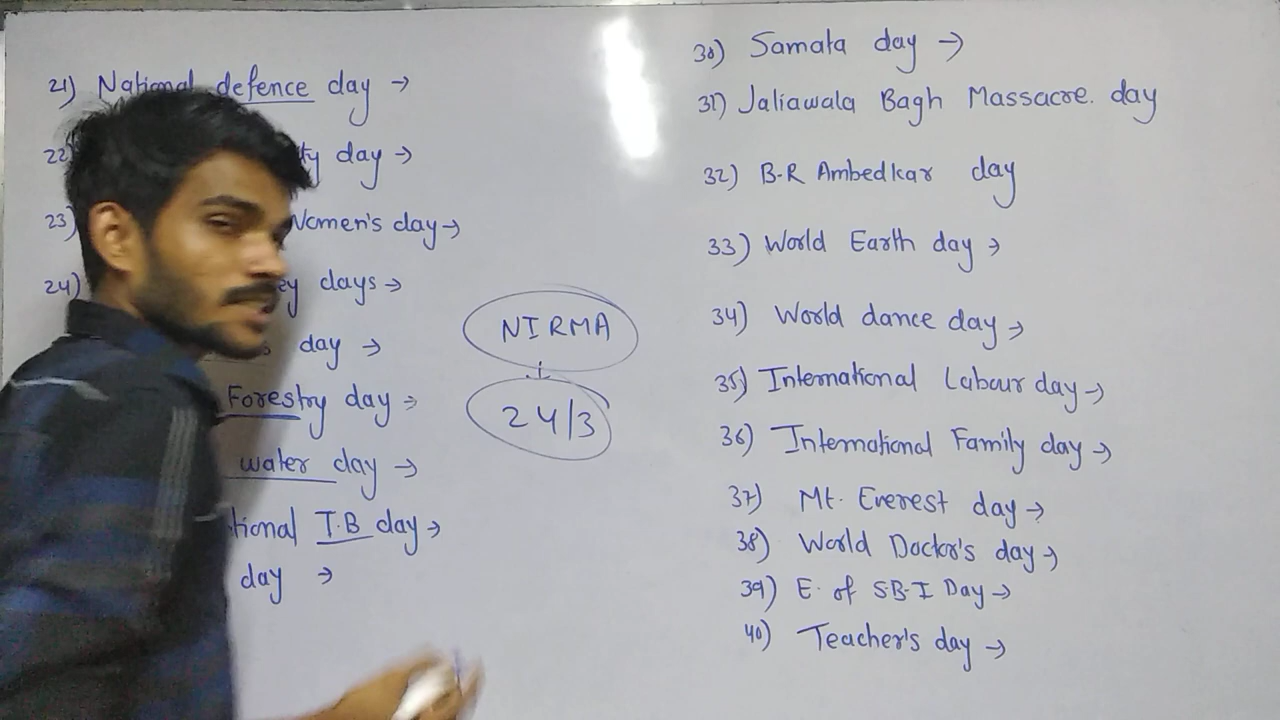 21) National defence day →
22) ty day →
23) Women's day →
24) ey days →
day →
Forestry day →
water day →
tional T.B day →
day →
NIRMA
↓
24/3
30) Samata day →
31) Jaliawala Bagh Massacre. day
32) B.R Ambedkar day
33) World Earth day →
34) World dance day →
35) International Labour day →
36) International Family day →
37) Mt. Everest day →
38) World Doctor's day →
39) E. of S.B.I Day →
40) Teacher's day →